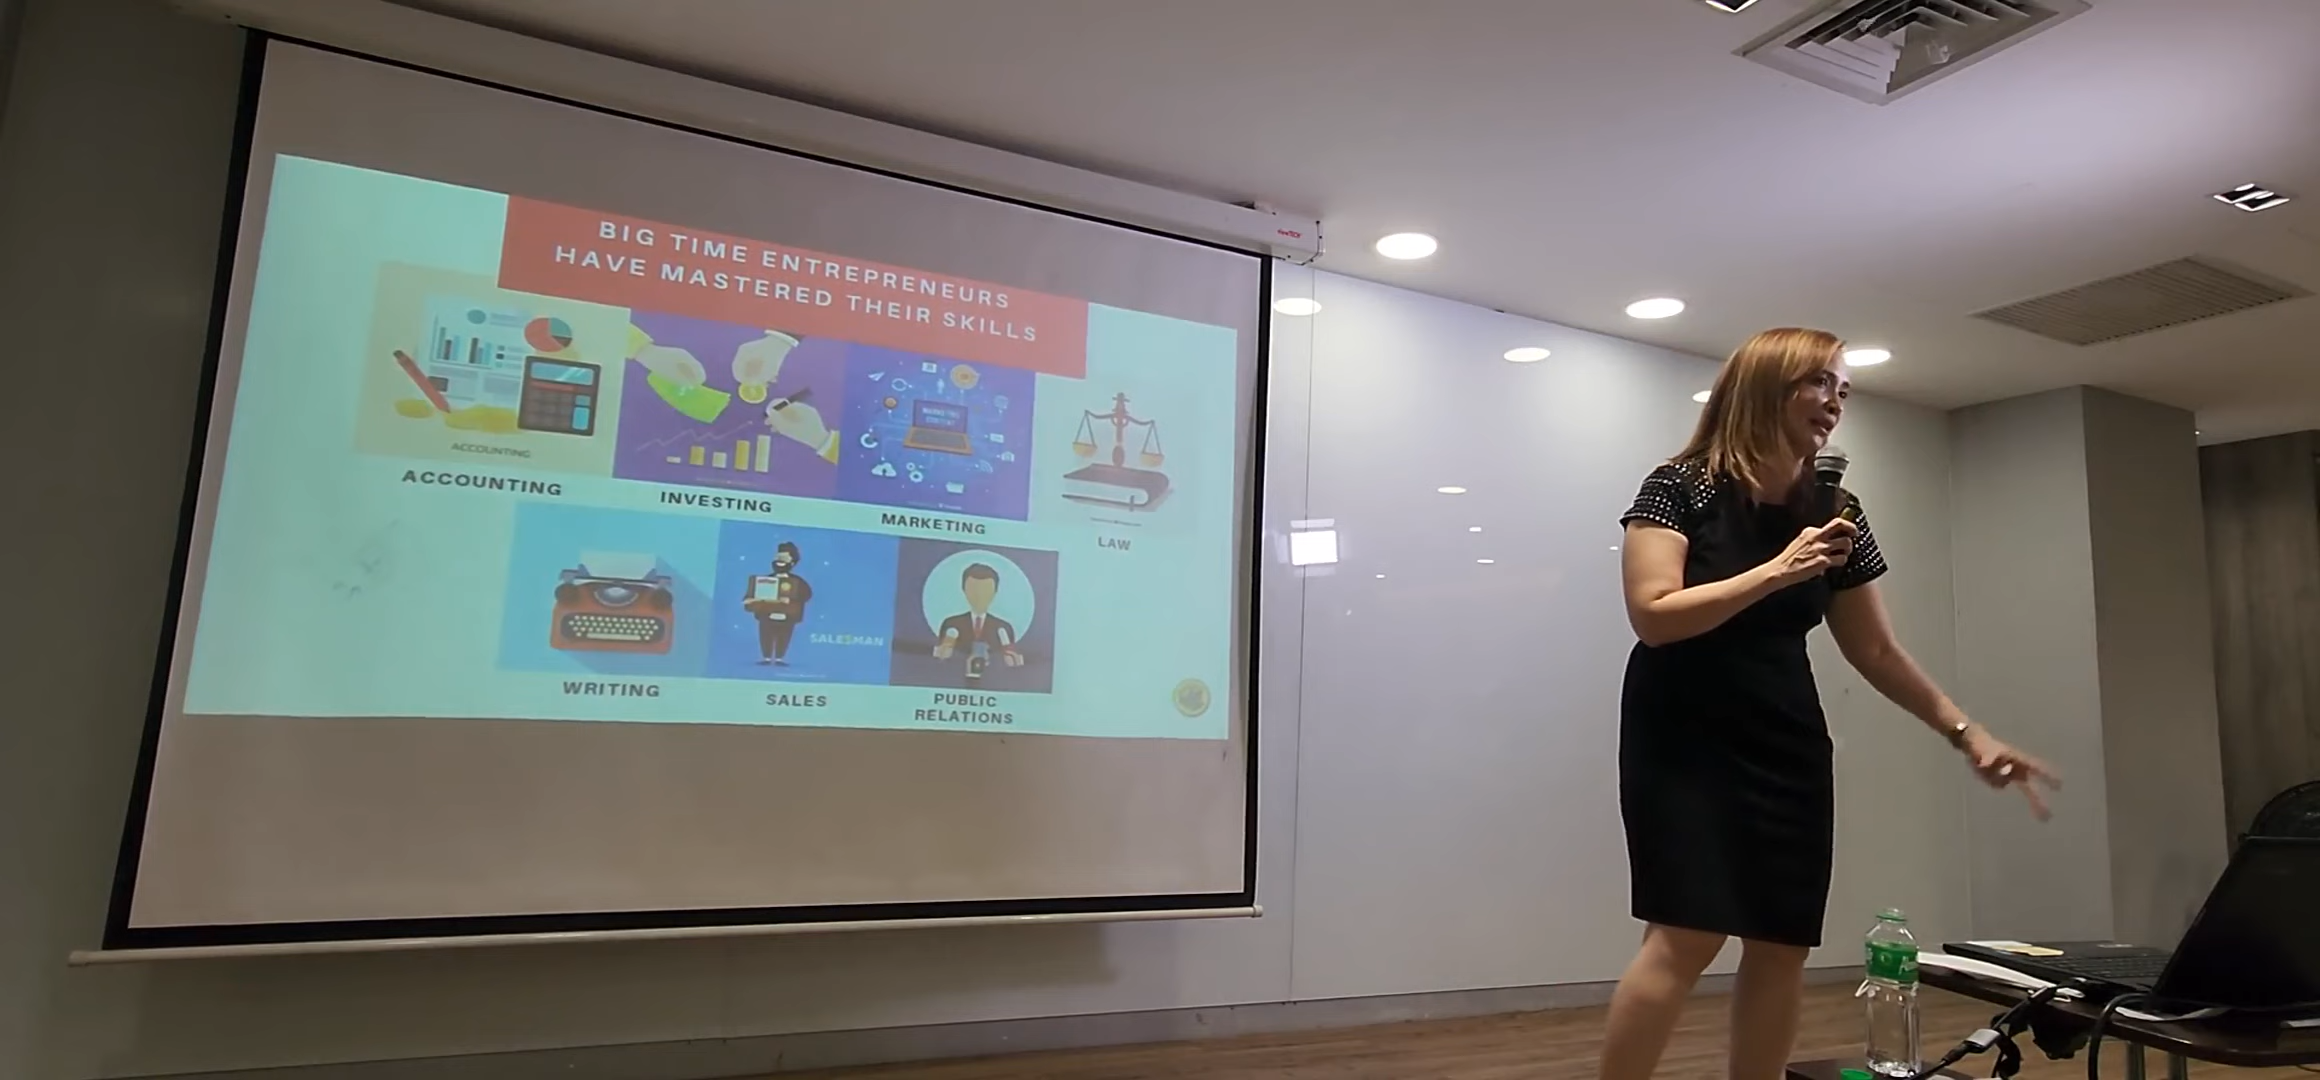 BIG TIME ENTREPRENEURS
HAVE MASTERED THEIR SKILLS
ACCOUNTING
ACCOUNTING
INVESTING
MARKETING
LAW
SALESMAN
WRITING
SALES
PUBLIC
RELATIONS